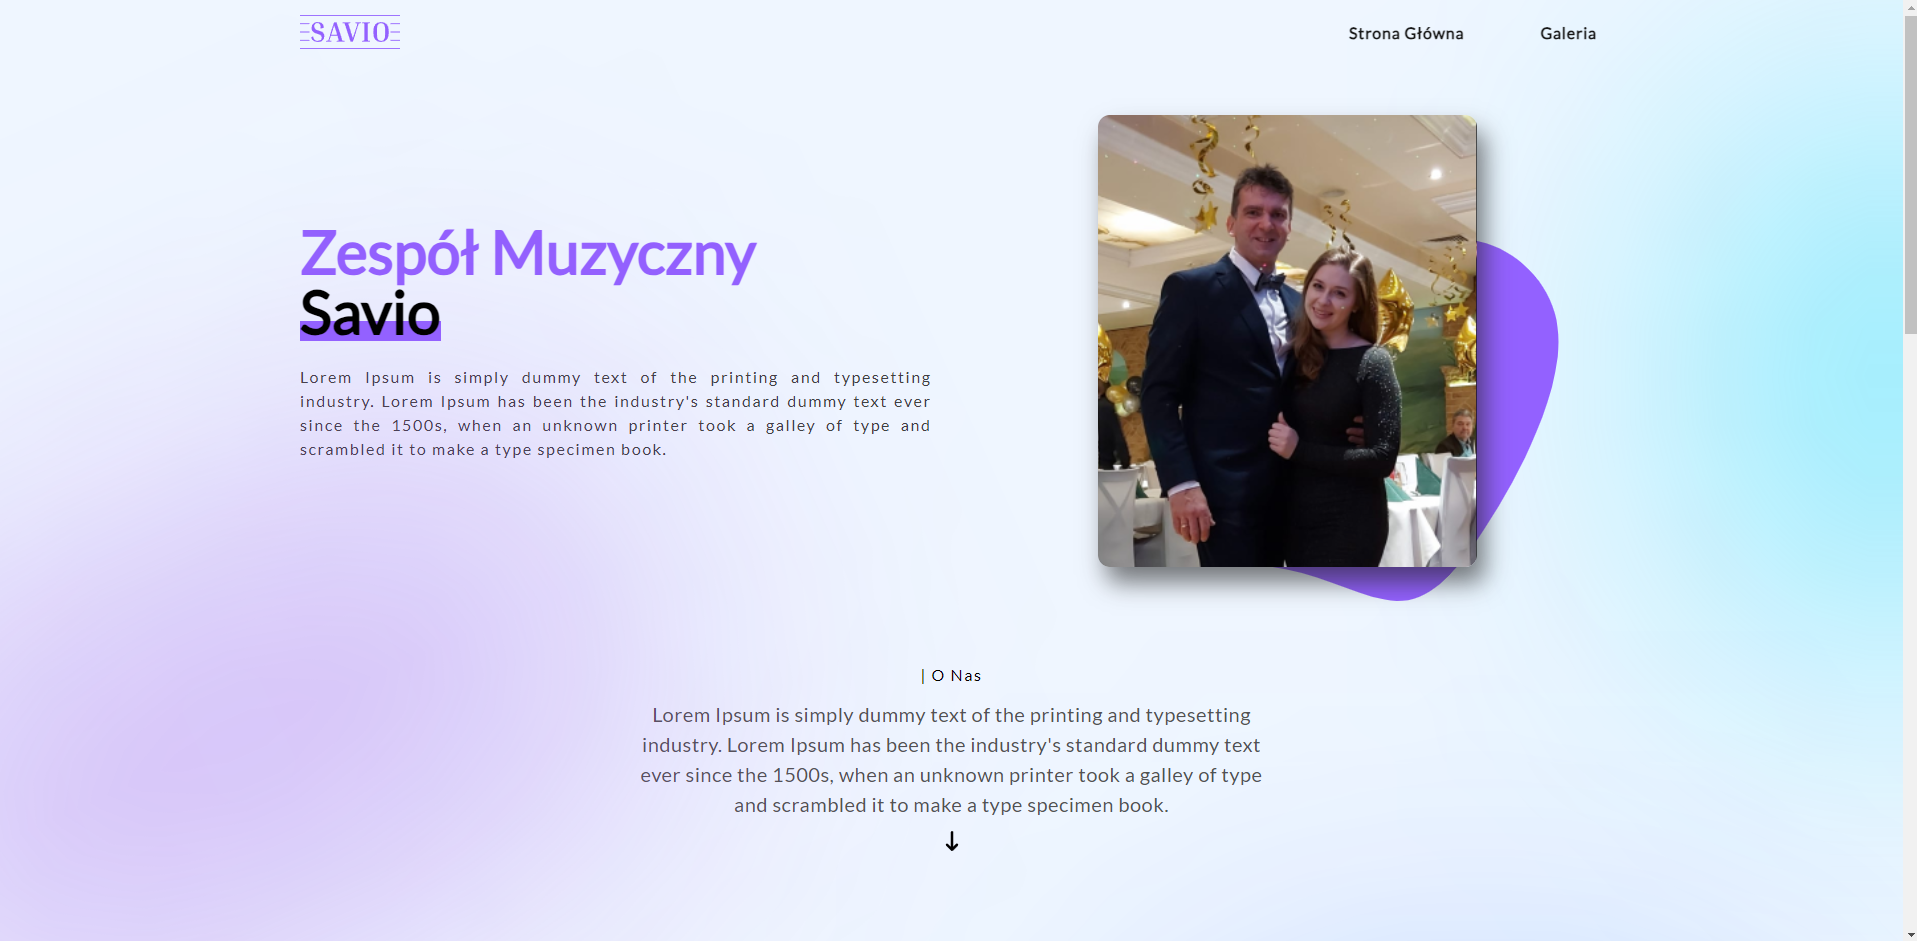 SAVIO
Strona Główna
Galeria
Zespół Muzyczny
Savio
Lorem Ipsum is simply dummy text of the printing and typesetting
industry. Lorem Ipsum has been the industry's standard dummy text ever
since the 1500s, when an unknown printer took a galley of type and
scrambled it to make a type specimen book.
| O Nas
Lorem Ipsum is simply dummy text of the printing and typesetting
industry. Lorem Ipsum has been the industry's standard dummy text
ever since the 1500s, when an unknown printer took a galley of type
and scrambled it to make a type specimen book.